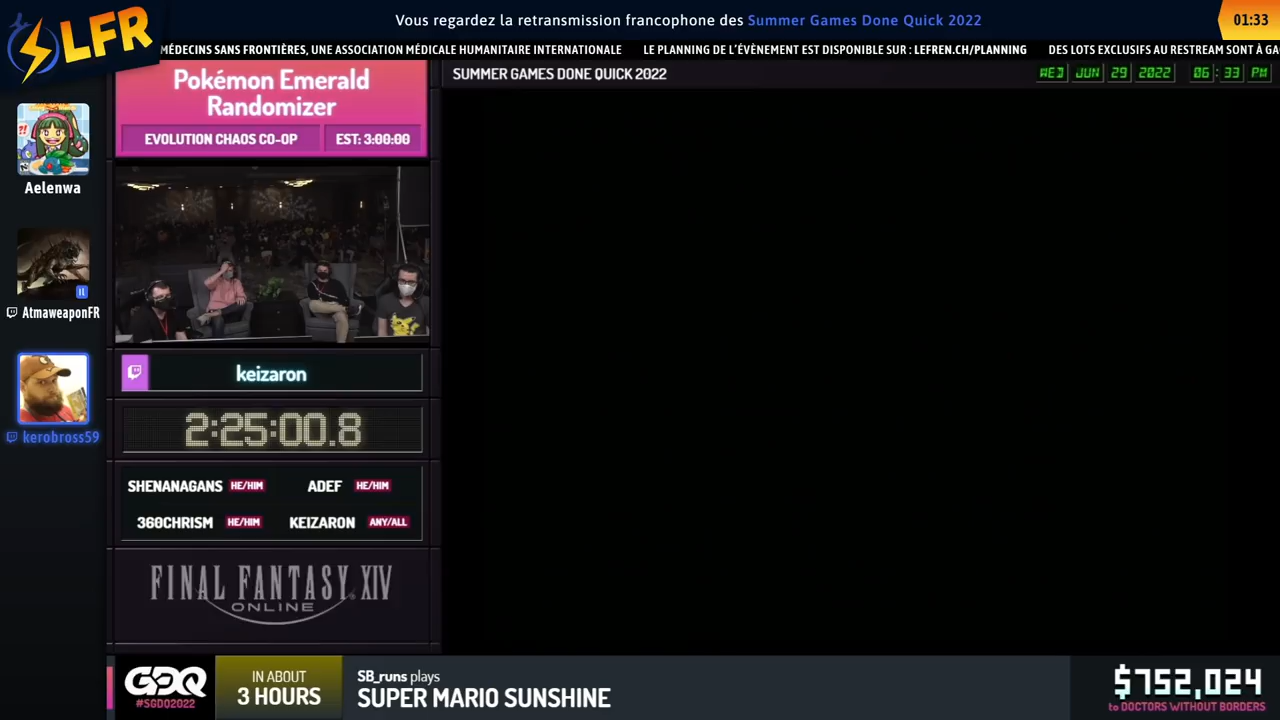 LFR
Vous regardez la retransmission francophone des Summer Games Done Quick 2022
01:33
MÉDECINS SANS FRONTIÈRES, UNE ASSOCIATION MÉDICALE HUMANITAIRE INTERNATIONALE LE PLANNING DE L'ÉVÈNEMENT EST DISPONIBLE SUR : LEFREN.CH/PLANNING DES LOTS EXCLUSIFS AU RESTREAM SONT À GA
Pokémon Emerald
Randomizer
EVOLUTION CHAOS CO-OP EST: 3:00:00
SUMMER GAMES DONE QUICK 2022
WED JUN 29 2022 06:33 PM
Aelenwa
AtmaweaponFR
kerobross59
keizaron
2:25:00.8
SHENANAGANS HE/HIM ADEF HE/HIM
360CHRISM HE/HIM KEIZARON ANY/ALL
FINAL FANTASY XIV
ONLINE
GDQ
#SGDQ2022
IN ABOUT
3 HOURS
SB_runs plays
SUPER MARIO SUNSHINE
$752,024
to DOCTORS WITHOUT BORDERS